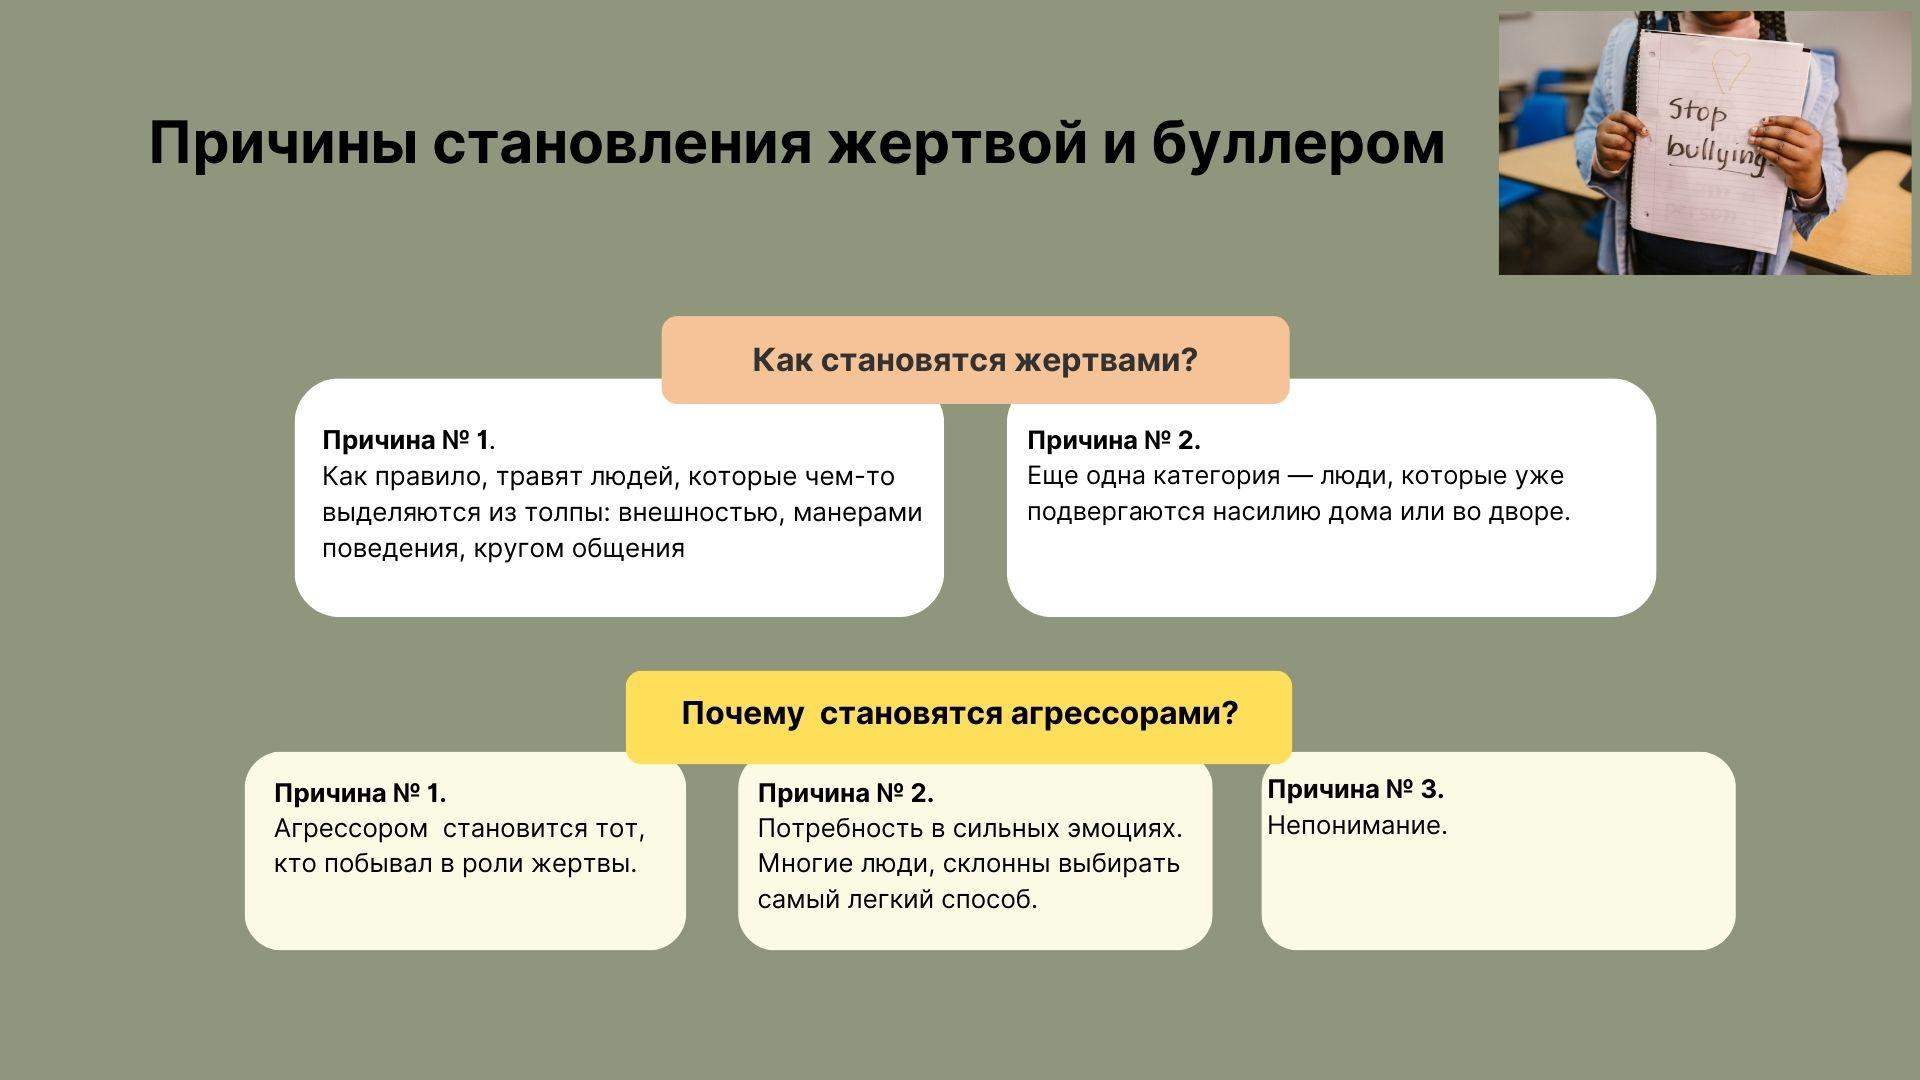 Причины становления жертвой и буллером
Stop
bullying
Как становятся жертвами?
Причина № 1.
Как правило, травят людей, которые чем-то
выделяются из толпы: внешностью, манерами
поведения, кругом общения
Причина № 2.
Еще одна категория — люди, которые уже
подвергаются насилию дома или во дворе.
Почему  становятся агрессорами?
Причина № 1.
Агрессором  становится тот,
кто побывал в роли жертвы.
Причина № 2.
Потребность в сильных эмоциях.
Многие люди, склонны выбирать
самый легкий способ.
Причина № 3.
Непонимание.